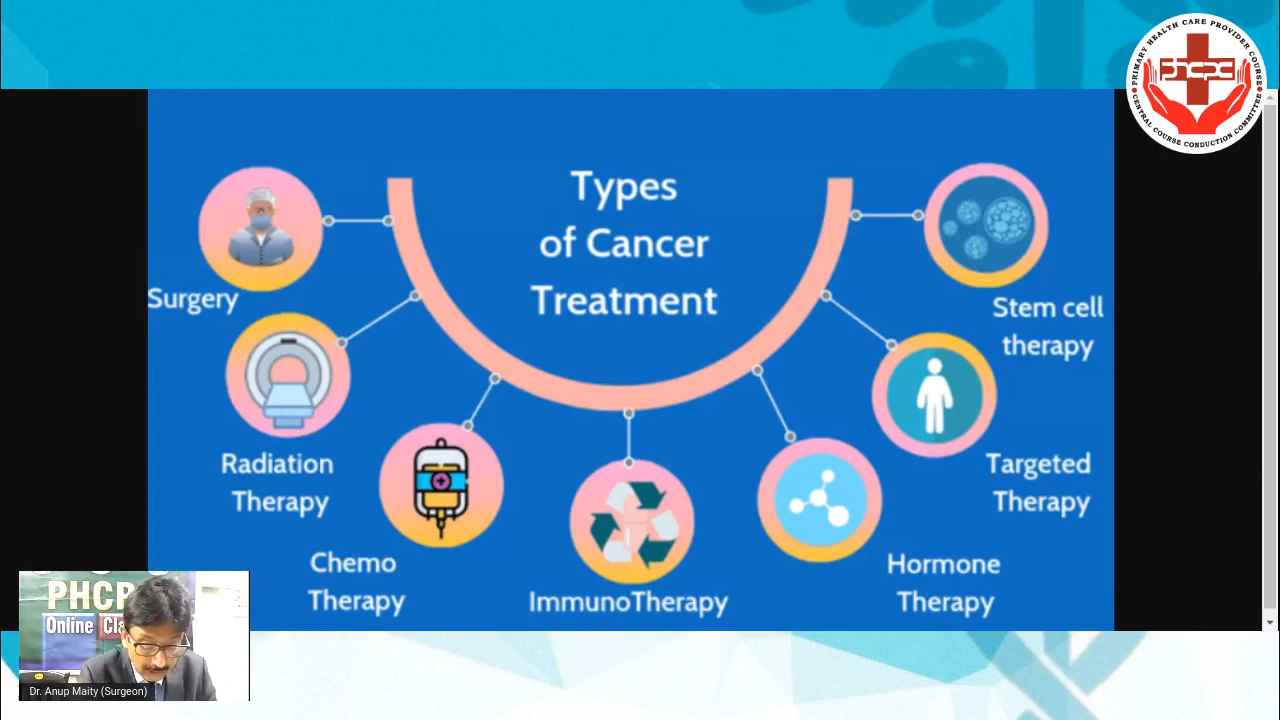 PRIMARY HEALTH CARE PROVIDER COURSE
phcpc
CENTRAL COURSE CONDUCTION COMMITTEE
Types
of Cancer
Treatment
Surgery
Radiation
Therapy
Chemo
Therapy
ImmunoTherapy
Hormone
Therapy
Targeted
Therapy
Stem cell
therapy
PHCP
Online
Dr. Anup Maity (Surgeon)